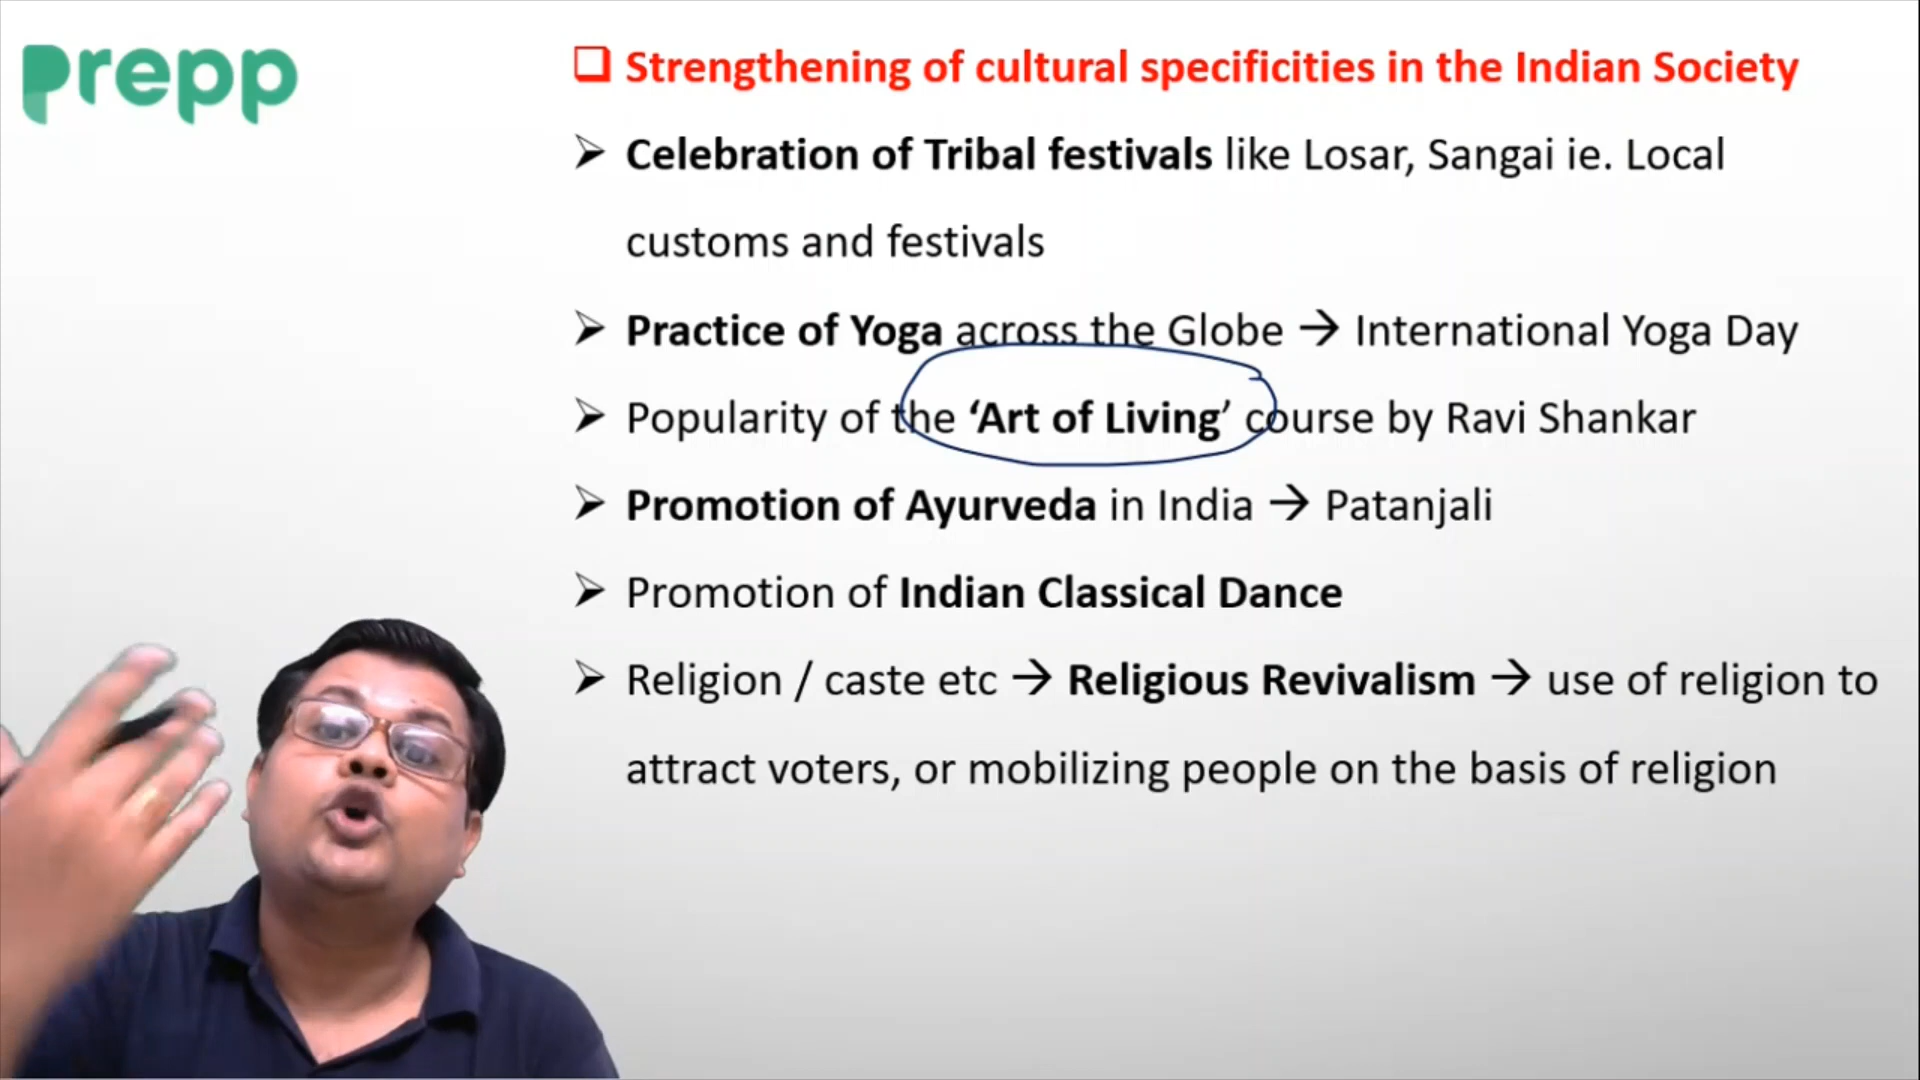 prepp
❑ Strengthening of cultural specificities in the Indian Society
➢ Celebration of Tribal festivals like Losar, Sangai ie. Local
customs and festivals
➢ Practice of Yoga across the Globe → International Yoga Day
➢ Popularity of the ‘Art of Living’ course by Ravi Shankar
➢ Promotion of Ayurveda in India → Patanjali
➢ Promotion of Indian Classical Dance
➢ Religion / caste etc → Religious Revivalism → use of religion to
attract voters, or mobilizing people on the basis of religion